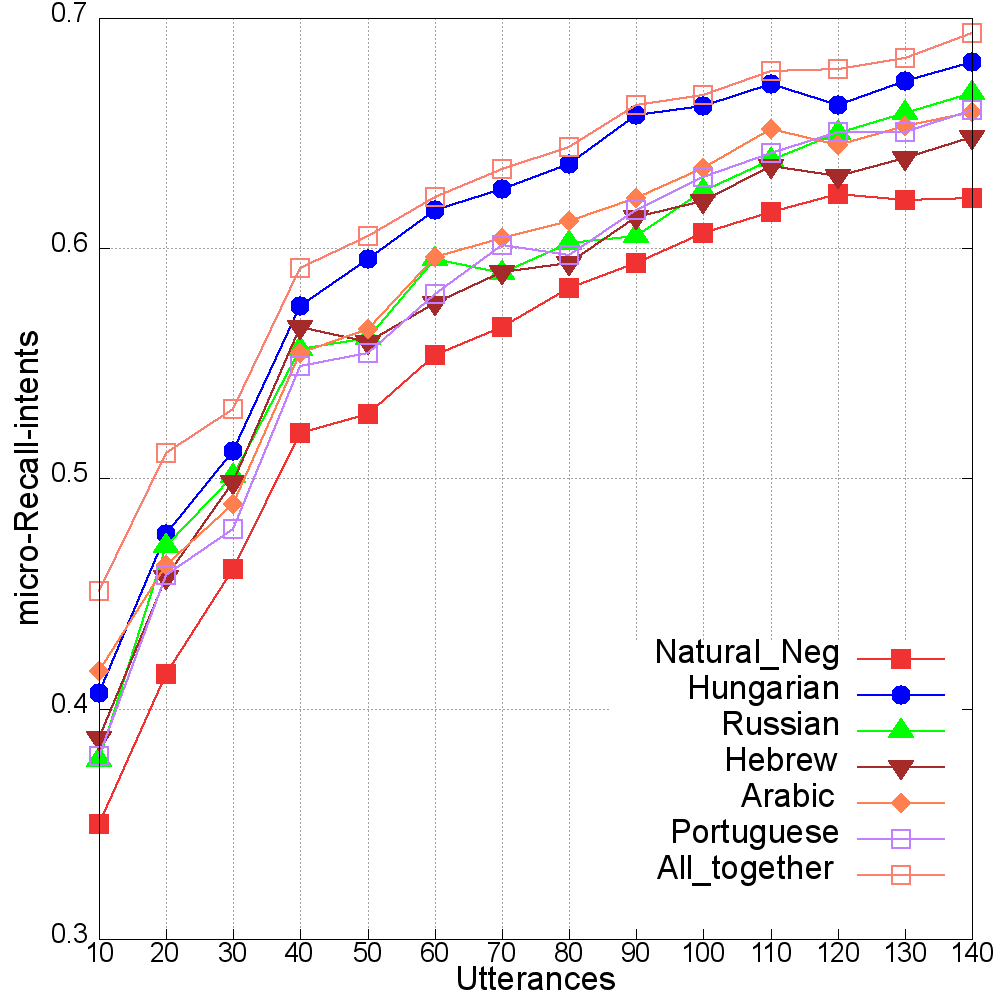 0.7
0.6
0.5
0.4
0.3
micro-Recall-intents
Natural_Neg
Hungarian
Russian
Hebrew
Arabic
Portuguese
All_together
10 20 30 40 50 60 70 80 90 100 110 120 130 140
Utterances